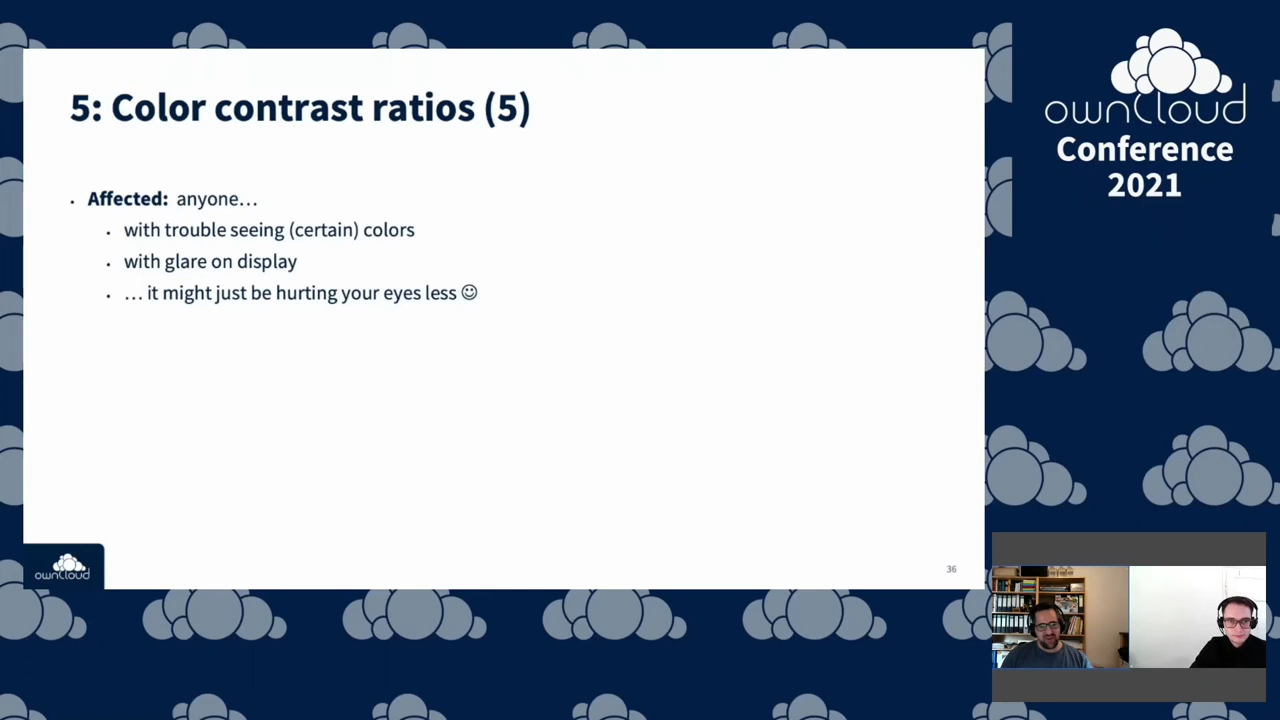 5: Color contrast ratios (5)
• Affected: anyone…
• with trouble seeing (certain) colors
• with glare on display
• … it might just be hurting your eyes less ☺
ownCloud
36
ownCloud
Conference
2021